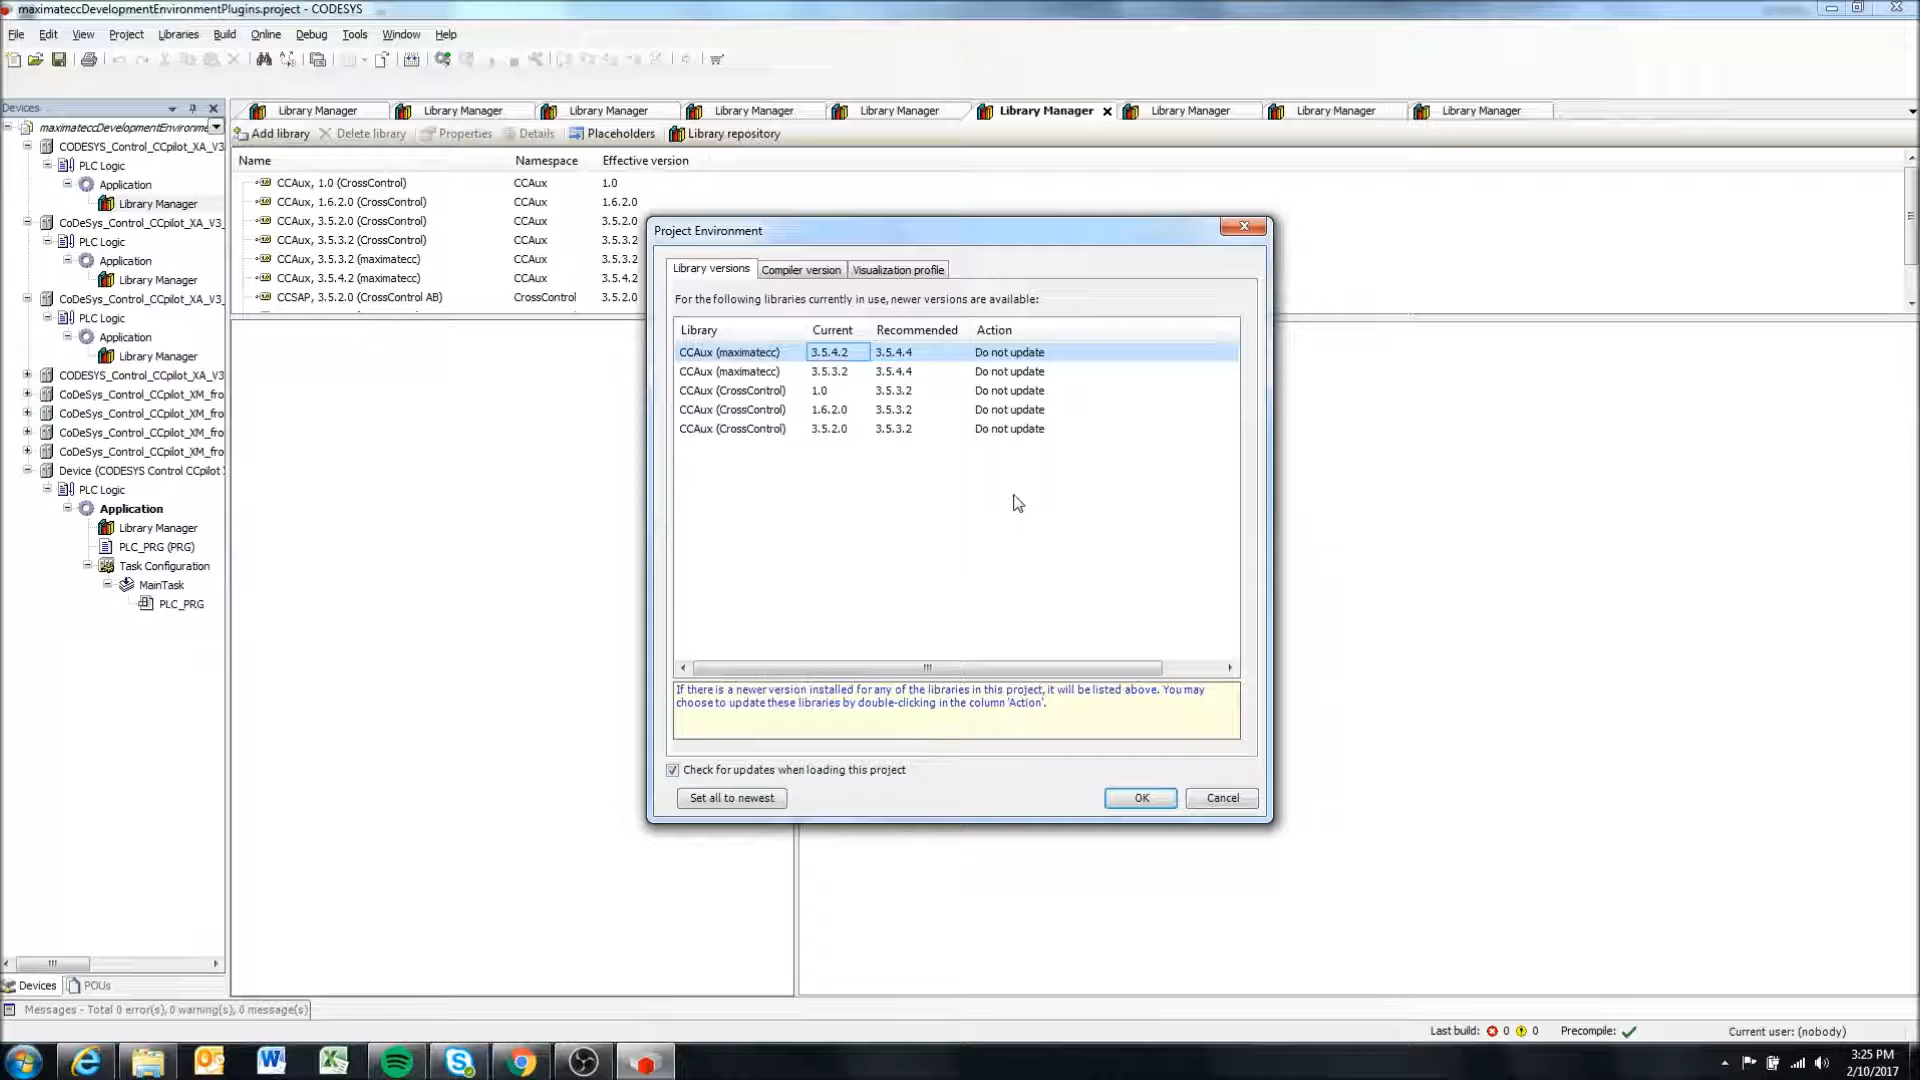 maximateccDevelopmentEnvironmentPlugins.project - CODESYS
File Edit View Project Libraries Build Online Debug Tools Window Help
Devices
maximateccDevelopmentEnvironme
CODESYS_Control_CCpilot_XA_V3
PLC Logic
Application
Library Manager
CoDeSys_Control_CCpilot_XA_V3_
PLC Logic
Application
Library Manager
CoDeSys_Control_CCpilot_XA_V3_
PLC Logic
Application
Library Manager
CODESYS_Control_CCpilot_XA_V3
CoDeSys_Control_CCpilot_XM_fro
CoDeSys_Control_CCpilot_XM_fro
CoDeSys_Control_CCpilot_XM_fro
CoDeSys_Control_CCpilot_XM_fro
Device (CODESYS Control CCpilot
PLC Logic
Application
Library Manager
PLC_PRG (PRG)
Task Configuration
MainTask
PLC_PRG
Devices POUs
Library Manager Library Manager Library Manager Library Manager Library Manager Library Manager Library Manager Library Manager Library Manager
Add library Delete library Properties Details Placeholders Library repository
Name Namespace Effective version
CCAux, 1.0 (CrossControl) CCAux 1.0
CCAux, 1.6.2.0 (CrossControl) CCAux 1.6.2.0
CCAux, 3.5.2.0 (CrossControl) CCAux 3.5.2.0
CCAux, 3.5.3.2 (CrossControl) CCAux 3.5.3.2
CCAux, 3.5.3.2 (maximatecc) CCAux 3.5.3.2
CCAux, 3.5.4.2 (maximatecc) CCAux 3.5.4.2
CCSAP, 3.5.2.0 (CrossControl AB) CrossControl 3.5.2.0
Project Environment
Library versions Compiler version Visualization profile
For the following libraries currently in use, newer versions are available:
Library Current Recommended Action
CCAux (maximatecc) 3.5.4.2 3.5.4.4 Do not update
CCAux (maximatecc) 3.5.3.2 3.5.4.4 Do not update
CCAux (CrossControl) 1.0 3.5.3.2 Do not update
CCAux (CrossControl) 1.6.2.0 3.5.3.2 Do not update
CCAux (CrossControl) 3.5.2.0 3.5.3.2 Do not update
If there is a newer version installed for any of the libraries in this project, it will be listed above. You may
choose to update these libraries by double-clicking in the column 'Action'.
Check for updates when loading this project
Set all to newest OK Cancel
Messages - Total 0 error(s), 0 warning(s), 0 message(s)
Last build: 0 0 Precompile: Current user: (nobody)
3:25 PM
2/10/2017